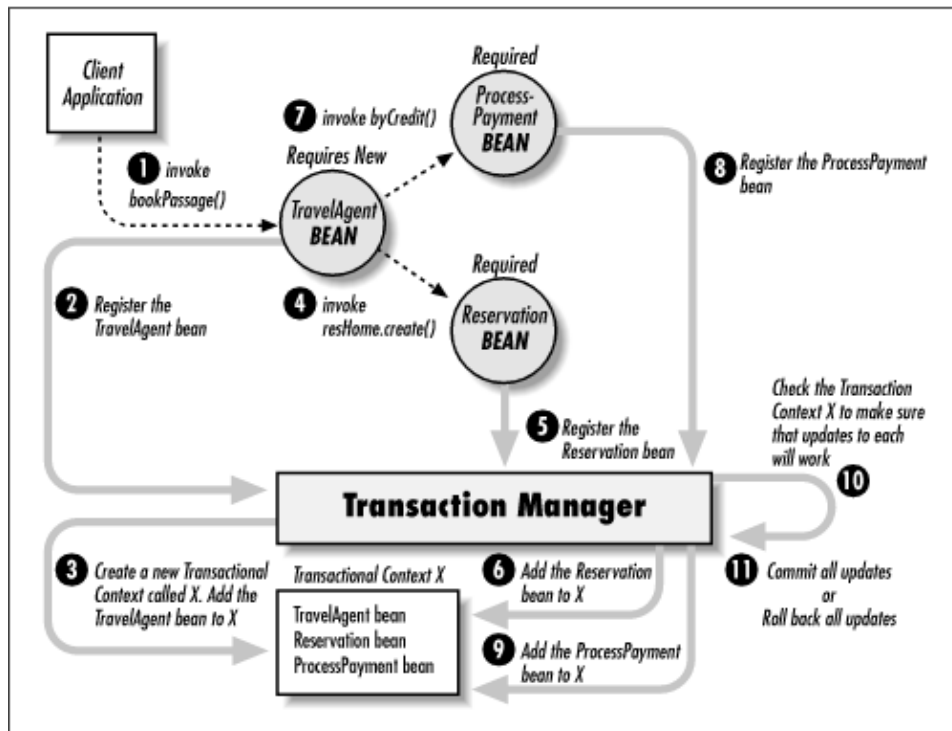 Client
Application
1 invoke
bookPassage()
Required
Process-
Payment
BEAN
7 invoke byCredit()
Requires New
TravelAgent
BEAN
8 Register the ProcessPayment
bean
2 Register the
TravelAgent bean
4 invoke
resHome.create()
Required
Reservation
BEAN
5 Register the
Reservation bean
Check the Transaction
Context X to make sure
that updates to each
will work
10
Transaction Manager
3 Create a new Transactional
Context called X. Add the
TravelAgent bean to X
Transactional Context X
TravelAgent bean
Reservation bean
ProcessPayment bean
6 Add the Reservation
bean to X
9 Add the ProcessPayment
bean to X
11 Commit all updates
or
Roll back all updates